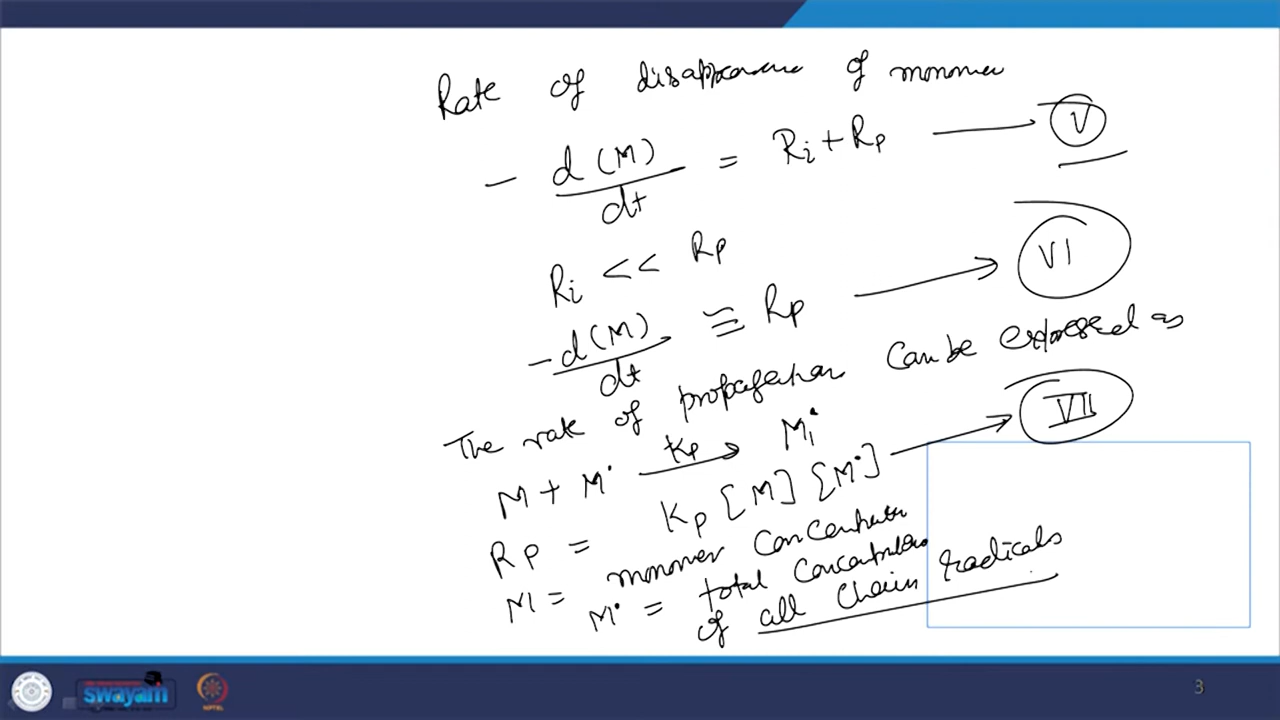 Rate of disappearance of monomer
- d(M)/dt = Ri + Rp → V
Ri << Rp
-d(M)/dt ≅ Rp → VI
The rate of propagation can be expressed as
M + M• —Kp→ M1•
Rp = Kp [M] [M•] → VII
M = monomer concentration
M• = total concentration
of all chain radicals
swayam
3